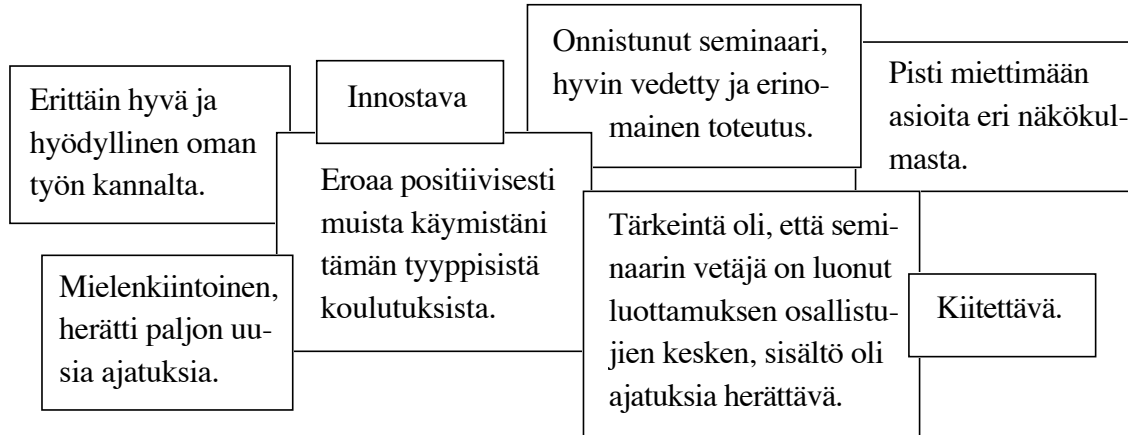 Erittäin hyvä ja
hyödyllinen oman
työn kannalta.
Innostava
Onnistunut seminaari,
hyvin vedetty ja erino-
mainen toteutus.
Pisti miettimään
asioita eri näkökul-
masta.
Mielenkiintoinen,
herätti paljon uu-
sia ajatuksia.
Eroaa positiivisesti
muista käymistäni
tämän tyyppisistä
koulutuksista.
Tärkeintä oli, että semi-
naarin vetäjä on luonut
luottamuksen osallistu-
jien kesken, sisältö oli
ajatuksia herättävä.
Kiitettävä.